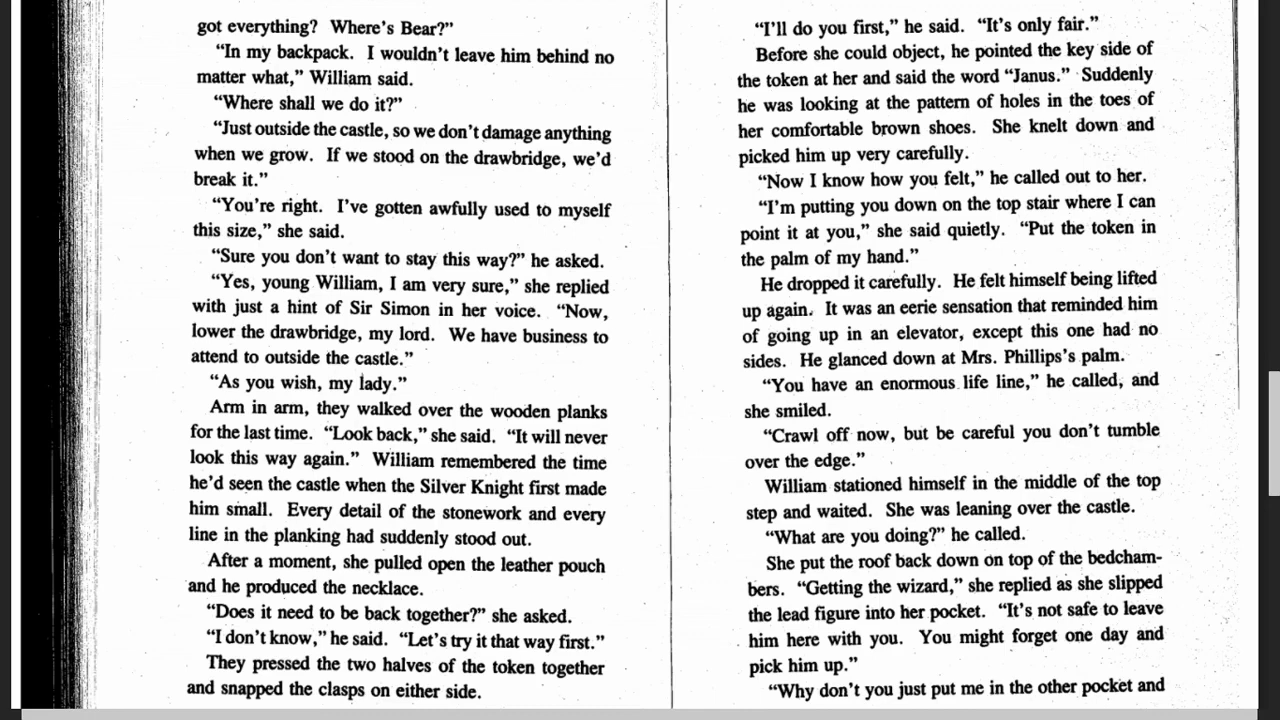 got everything? Where's Bear?"
"In my backpack. I wouldn't leave him behind no
matter what," William said.
"Where shall we do it?"
"Just outside the castle, so we don't damage anything
when we grow. If we stood on the drawbridge, we'd
break it."
"You're right. I've gotten awfully used to myself
this size," she said.
"Sure you don't want to stay this way?" he asked.
"Yes, young William, I am very sure," she replied
with just a hint of Sir Simon in her voice. "Now,
lower the drawbridge, my lord. We have business to
attend to outside the castle."
"As you wish, my lady."
Arm in arm, they walked over the wooden planks
for the last time. "Look back," she said. "It will never
look this way again." William remembered the time
he'd seen the castle when the Silver Knight first made
him small. Every detail of the stonework and every
line in the planking had suddenly stood out.
After a moment, she pulled open the leather pouch
and he produced the necklace.
"Does it need to be back together?" she asked.
"I don't know," he said. "Let's try it that way first."
They pressed the two halves of the token together
and snapped the clasps on either side.
"I'll do you first," he said. "It's only fair."
Before she could object, he pointed the key side of
the token at her and said the word "Janus." Suddenly
he was looking at the pattern of holes in the toes of
her comfortable brown shoes. She knelt down and
picked him up very carefully.
"Now I know how you felt," he called out to her.
"I'm putting you down on the top stair where I can
point it at you," she said quietly. "Put the token in
the palm of my hand."
He dropped it carefully. He felt himself being lifted
up again. It was an eerie sensation that reminded him
of going up in an elevator, except this one had no
sides. He glanced down at Mrs. Phillips's palm.
"You have an enormous life line," he called, and
she smiled.
"Crawl off now, but be careful you don't tumble
over the edge."
William stationed himself in the middle of the top
step and waited. She was leaning over the castle.
"What are you doing?" he called.
She put the roof back down on top of the bedcham-
bers. "Getting the wizard," she replied as she slipped
the lead figure into her pocket. "It's not safe to leave
him here with you. You might forget one day and
pick him up."
"Why don't you just put me in the other pocket and